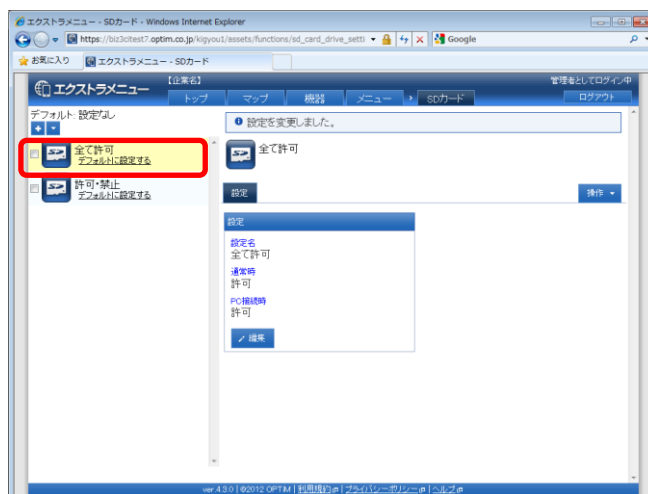 エクストラメニュー - SDカード - Windows Internet Explorer
https://biz3citest7.optim.co.jp/kigyou1/assets/functions/sd_card_drive_setti
Google
お気に入り
エクストラメニュー - SDカード
エクストラメニュー
【企業名】
管理者としてログイン中
トップ
マップ
機器
メニュー
SDカード
ログアウト
デフォルト: 設定なし
設定を変更しました。
全て許可
デフォルトに設定する
全て許可
許可・禁止
デフォルトに設定する
設定
操作
設定
設定名
全て許可
通常時
許可
PC接続時
許可
編集
ver.4.3.0 | ©2012 OPTiM | 利用規約 | プライバシーポリシー | ヘルプ